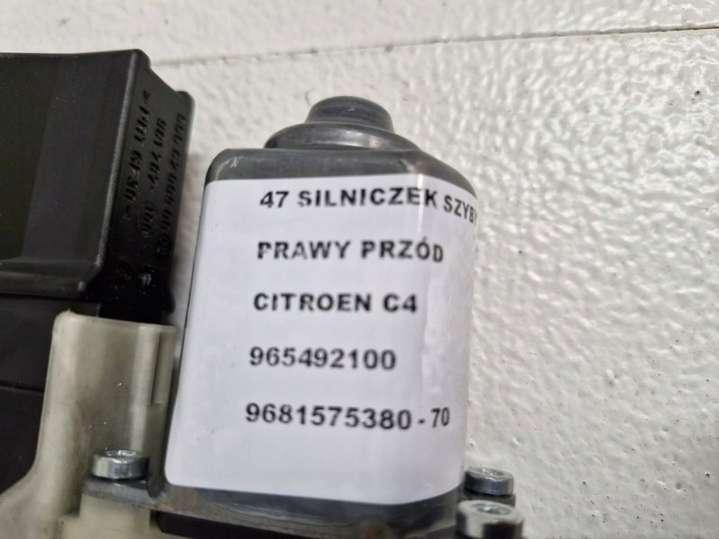 47 SILNICZEK SZYB
PRAWY PRZÓD
CITROEN C4
965492100
9681575380 - 70